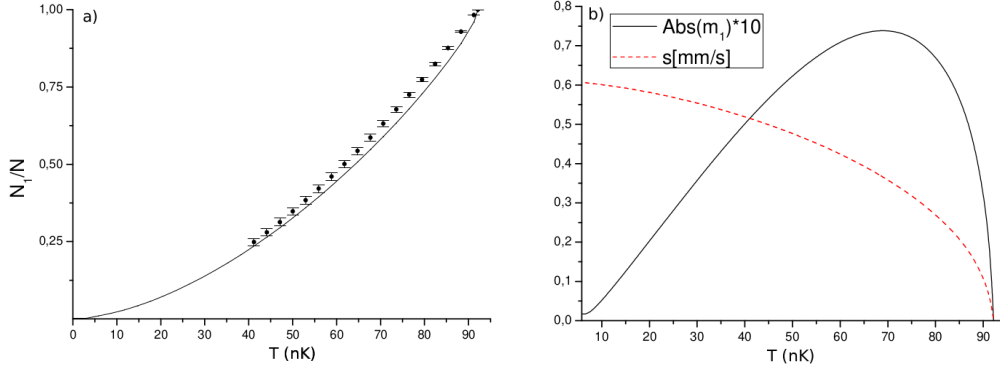 a)
1,00
0,75
0,50
0,25
N₁/N
0 10 20 30 40 50 60 70 80 90
T (nK)
b)
Abs(m₁)*10
s[mm/s]
0,8
0,7
0,6
0,5
0,4
0,3
0,2
0,1
0,0
10 20 30 40 50 60 70 80 90
T (nK)